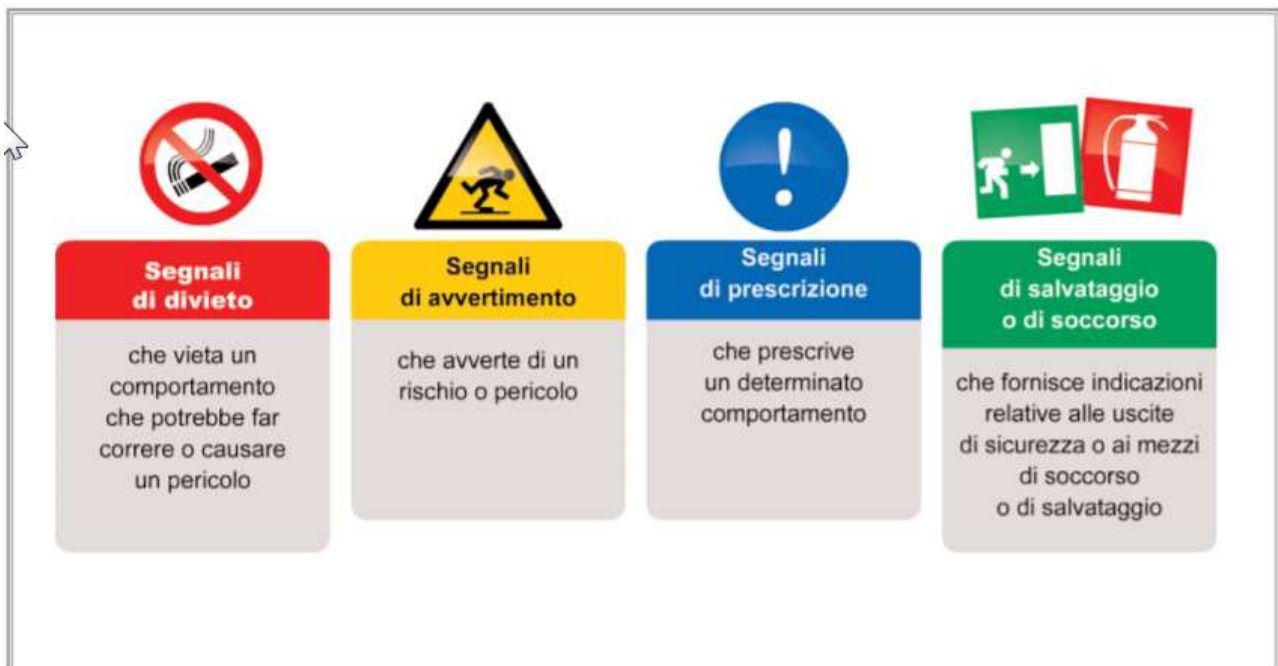 Segnali
di divieto
che vieta un
comportamento
che potrebbe far
correre o causare
un pericolo
Segnali
di avvertimento
che avverte di un
rischio o pericolo
Segnali
di prescrizione
che prescrive
un determinato
comportamento
Segnali
di salvataggio
o di soccorso
che fornisce indicazioni
relative alle uscite
di sicurezza o ai mezzi
di soccorso
o di salvataggio